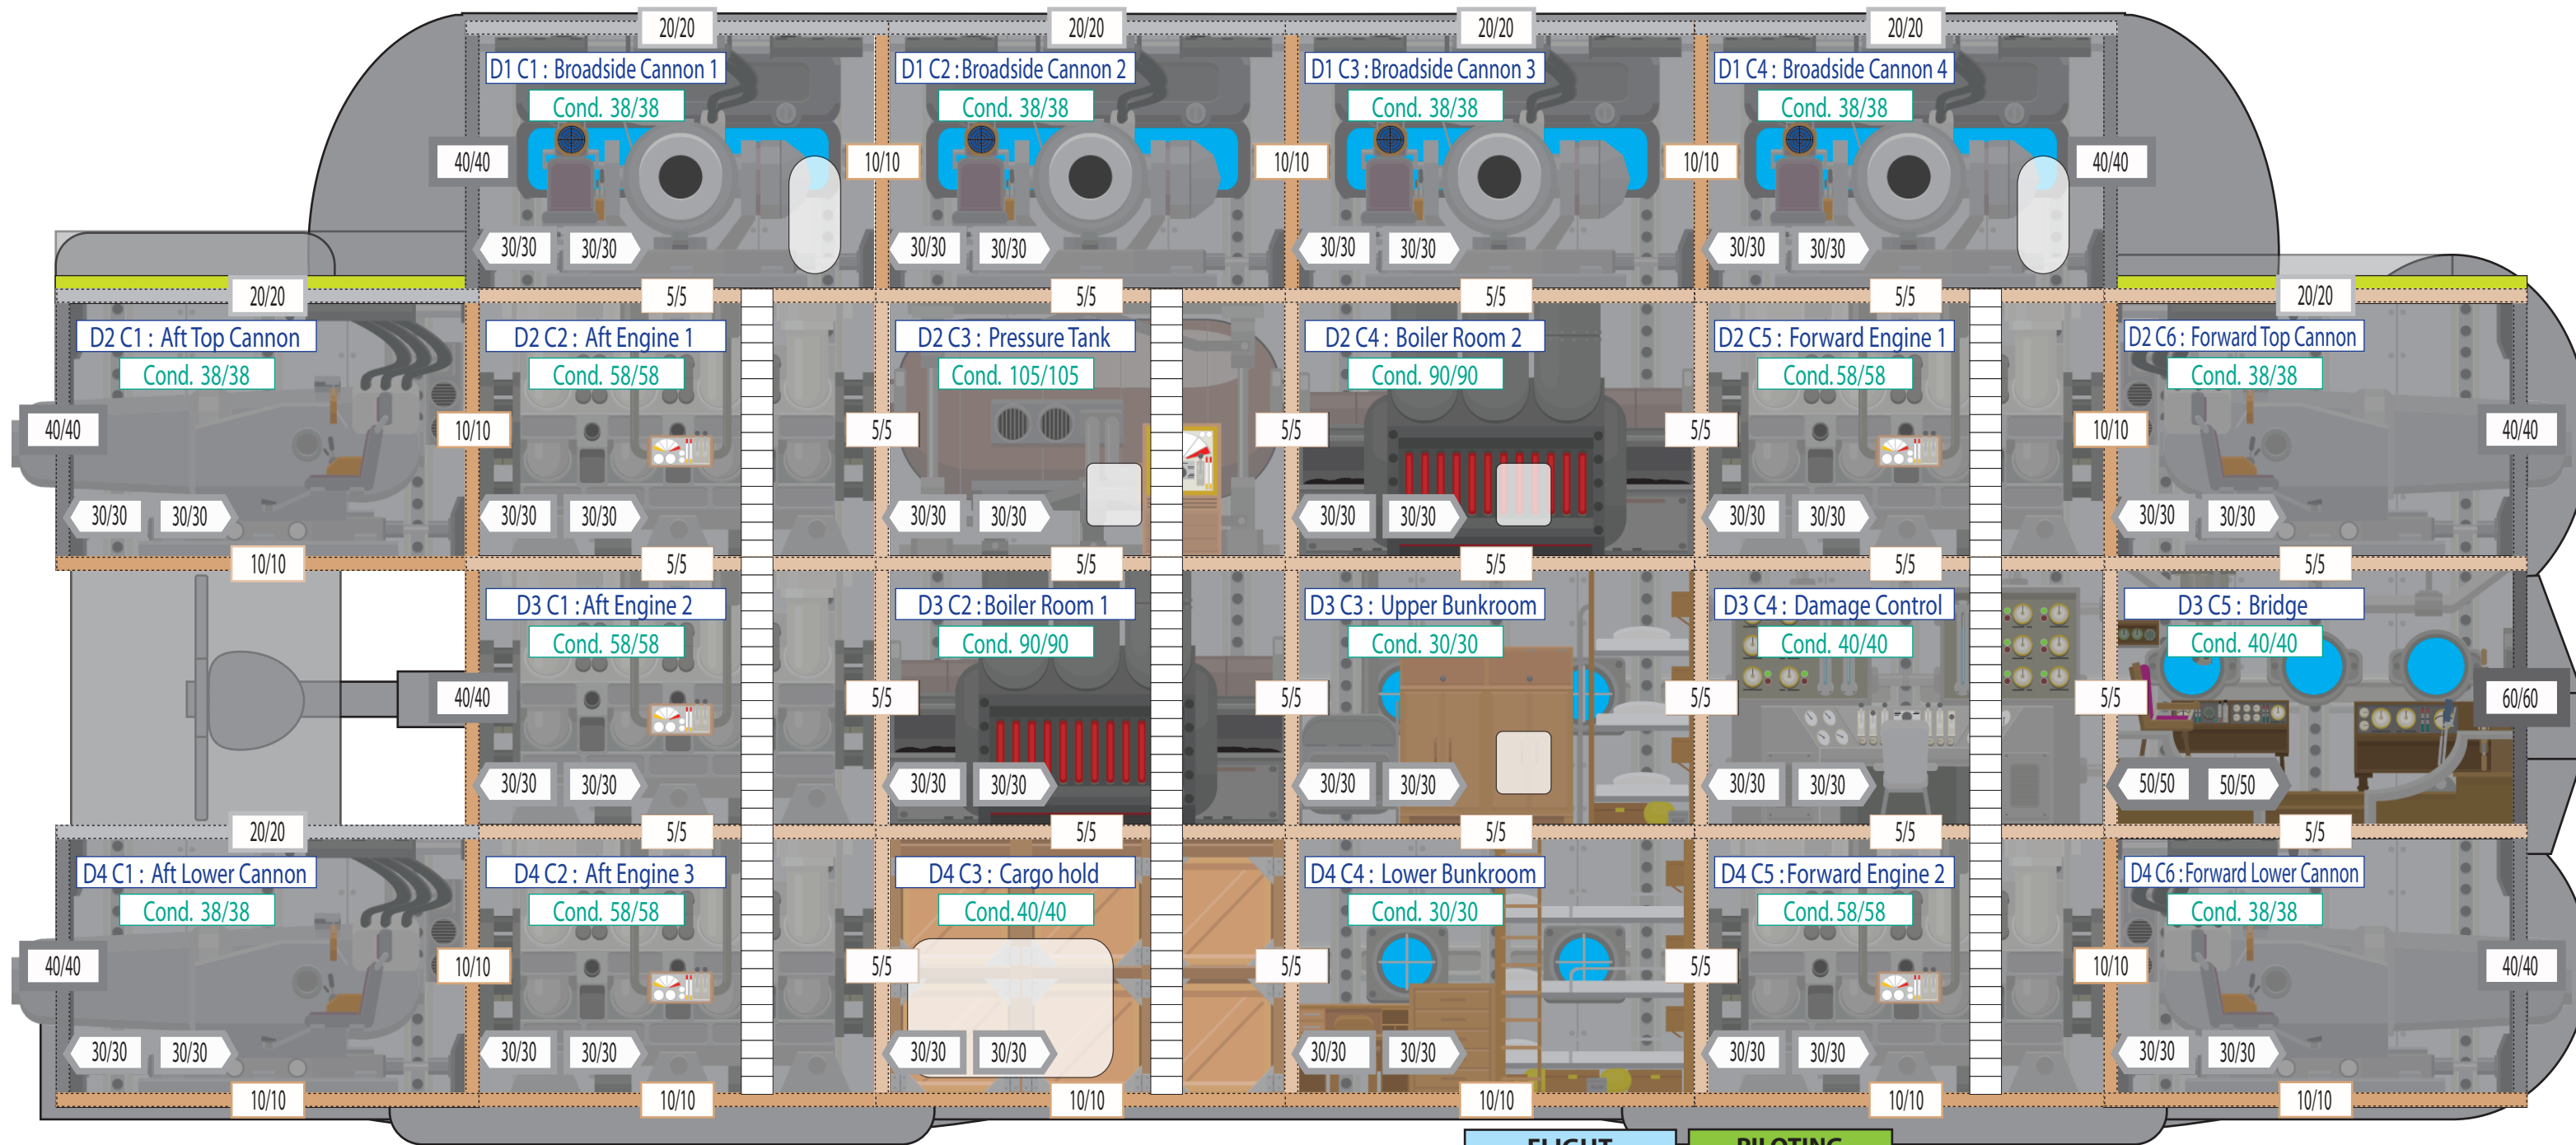 20/20 20/20 20/20 20/20
D1 C1 : Broadside Cannon 1 D1 C2 : Broadside Cannon 2 D1 C3 : Broadside Cannon 3 D1 C4 : Broadside Cannon 4
Cond. 38/38 Cond. 38/38 Cond. 38/38 Cond. 38/38
40/40 10/10 10/10 10/10 40/40
30/30 30/30 30/30 30/30 30/30 30/30 30/30 30/30
20/20 5/5 5/5 5/5 5/5 20/20
D2 C1 : Aft Top Cannon D2 C2 : Aft Engine 1 D2 C3 : Pressure Tank D2 C4 : Boiler Room 2 D2 C5 : Forward Engine 1 D2 C6 : Forward Top Cannon
Cond. 38/38 Cond. 58/58 Cond. 105/105 Cond. 90/90 Cond. 58/58 Cond. 38/38
40/40 10/10 5/5 5/5 5/5 10/10 40/40
30/30 30/30 30/30 30/30 30/30 30/30 30/30 30/30 30/30 30/30 30/30 30/30
10/10 5/5 5/5 5/5 5/5 5/5
D3 C1 : Aft Engine 2 D3 C2 : Boiler Room 1 D3 C3 : Upper Bunkroom D3 C4 : Damage Control D3 C5 : Bridge
Cond. 58/58 Cond. 90/90 Cond. 30/30 Cond. 40/40 Cond. 40/40
40/40 5/5 5/5 5/5 5/5 60/60
30/30 30/30 30/30 30/30 30/30 30/30 30/30 30/30 50/50 50/50
20/20 5/5 5/5 5/5 5/5 5/5
D4 C1 : Aft Lower Cannon D4 C2 : Aft Engine 3 D4 C3 : Cargo hold D4 C4 : Lower Bunkroom D4 C5 : Forward Engine 2 D4 C6 : Forward Lower Cannon
Cond. 38/38 Cond. 58/58 Cond. 40/40 Cond. 30/30 Cond. 58/58 Cond. 38/38
40/40 10/10 5/5 5/5 5/5 10/10 40/40
30/30 30/30 30/30 30/30 30/30 30/30 30/30 30/30 30/30 30/30 30/30 30/30
10/10 10/10 10/10 10/10 10/10 10/10
FLIGHT PILOTING